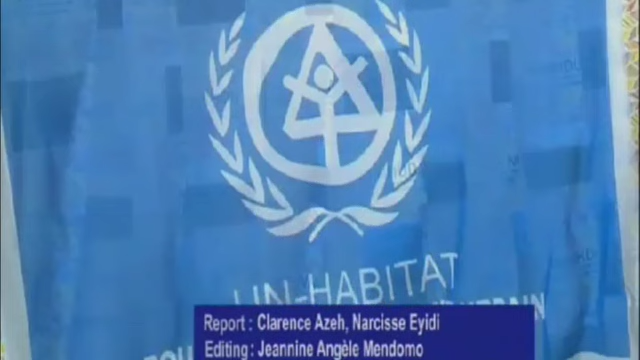 UN-HABITAT
Report : Clarence Azeh, Narcisse Eyidi
Editing : Jeannine Angèle Mendomo